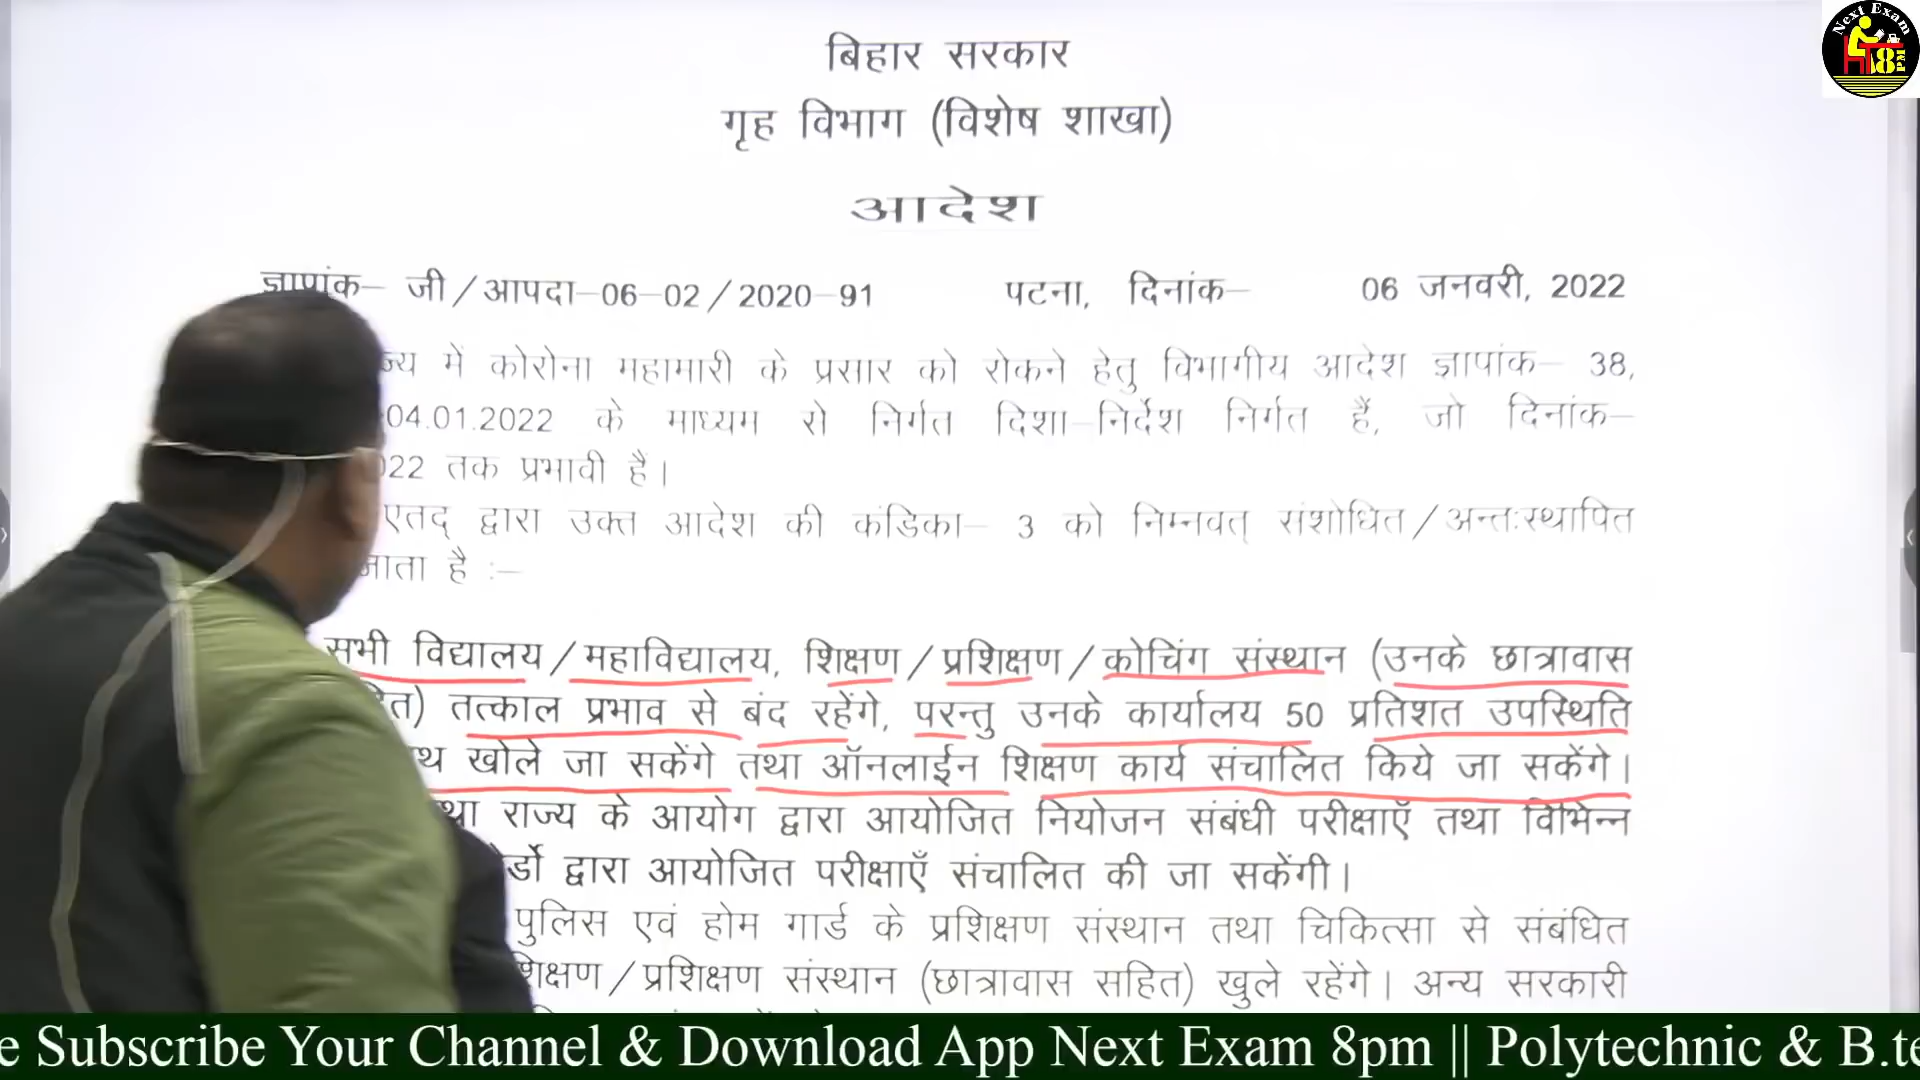 Next Exam 8PM
बिहार सरकार
गृह विभाग (विशेष शाखा)
आदेश
ज्ञापांक– जी/आपदा–06–02/2020–91 पटना, दिनांक– 06 जनवरी, 2022
में कोरोना महामारी के प्रसार को रोकने हेतु विभागीय आदेश ज्ञापांक– 38,
04.01.2022 के माध्यम से निर्गत दिशा–निर्देश निर्गत हैं, जो दिनांक–
22 तक प्रभावी है।
एतद् द्वारा उक्त आदेश की कंडिका– 3 को निम्नवत् संशोधित/अन्तःस्थापित
जाता है :–
सभी विद्यालय/महाविद्यालय, शिक्षण/प्रशिक्षण/कोचिंग संस्थान (उनके छात्रावास
तत्काल प्रभाव से बंद रहेंगे, परन्तु उनके कार्यालय 50 प्रतिशत उपस्थिति
खोले जा सकेंगे तथा ऑनलाईन शिक्षण कार्य संचालित किये जा सकेंगे।
राज्य के आयोग द्वारा आयोजित नियोजन संबंधी परीक्षाएँ तथा विभिन्न
द्वारा आयोजित परीक्षाएँ संचालित की जा सकेंगी।
पुलिस एवं होम गार्ड के प्रशिक्षण संस्थान तथा चिकित्सा से संबंधित
शिक्षण/प्रशिक्षण संस्थान (छात्रावास सहित) खुले रहेंगे। अन्य सरकारी
e Subscribe Your Channel & Download App Next Exam 8pm || Polytechnic & B.te